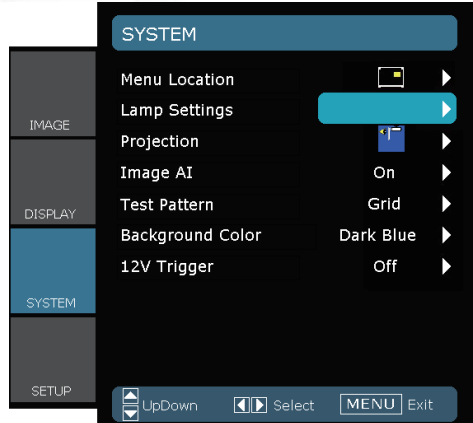 SYSTEM
Menu Location
Lamp Settings
IMAGE
Projection
Image AI On
Test Pattern Grid
DISPLAY
Background Color Dark Blue
12V Trigger Off
SYSTEM
SETUP
UpDown Select MENU Exit